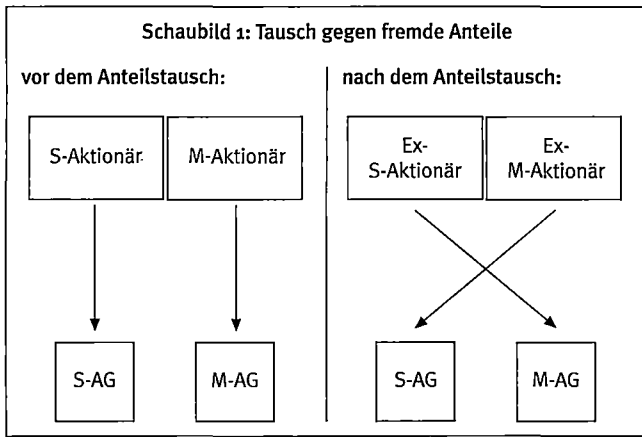 Schaubild 1: Tausch gegen fremde Anteile
vor dem Anteilstausch:
S-Aktionär
M-Aktionär
S-AG
M-AG
nach dem Anteilstausch:
Ex-
S-Aktionär
Ex-
M-Aktionär
S-AG
M-AG